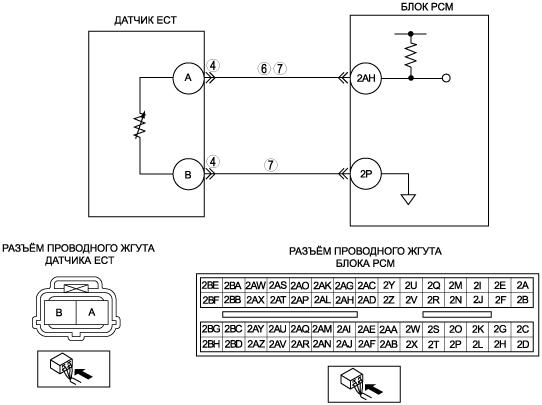 ДАТЧИК ECT
БЛОК PCM
A
4
6 7
2AH
B
4
7
2P
РАЗЪЁМ ПРОВОДНОГО ЖГУТА
ДАТЧИКА ECT
B A
РАЗЪЁМ ПРОВОДНОГО ЖГУТА
БЛОКА PCM
2BE 2BA 2AW 2AS 2AO 2AK 2AG 2AC 2Y 2U 2Q 2M 2I 2E 2A
2BF 2BB 2AX 2AT 2AP 2AL 2AH 2AD 2Z 2V 2R 2N 2J 2F 2B
2BG 2BC 2AY 2AU 2AQ 2AM 2AI 2AE 2AA 2W 2S 2O 2K 2G 2C
2BH 2BD 2AZ 2AV 2AR 2AN 2AJ 2AF 2AB 2X 2T 2P 2L 2H 2D